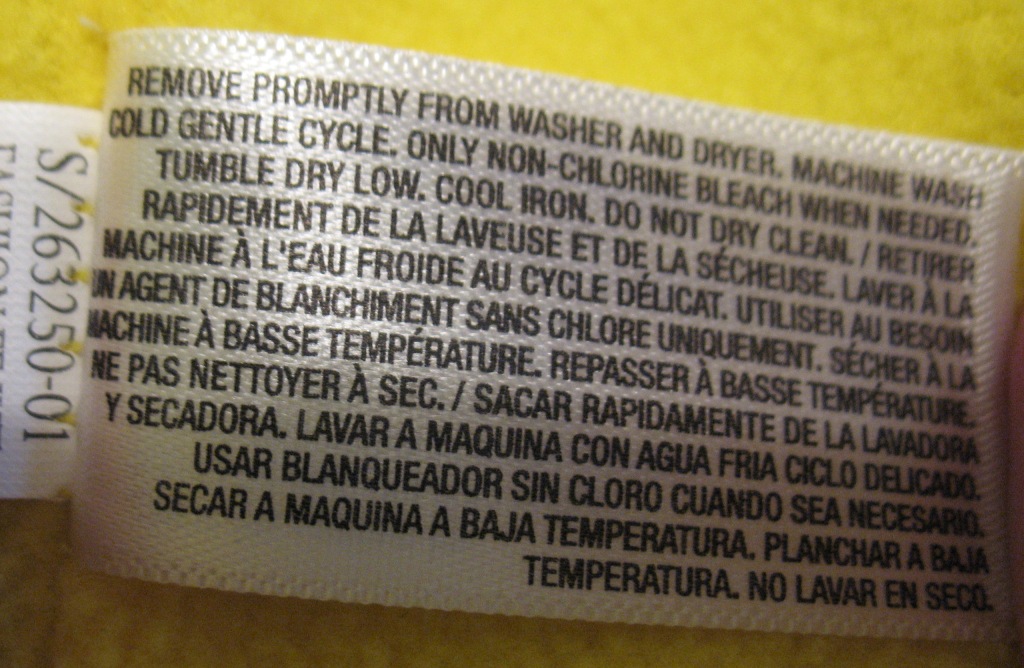 REMOVE PROMPTLY FROM WASHER AND DRYER. MACHINE WASH
COLD GENTLE CYCLE. ONLY NON-CHLORINE BLEACH WHEN NEEDED.
TUMBLE DRY LOW. COOL IRON. DO NOT DRY CLEAN. / RETIRER
RAPIDEMENT DE LA LAVEUSE ET DE LA SÉCHEUSE. LAVER À LA
MACHINE À L'EAU FROIDE AU CYCLE DÉLICAT. UTILISER AU BESOIN
UN AGENT DE BLANCHIMENT SANS CHLORE UNIQUEMENT. SÉCHER À LA
MACHINE À BASSE TEMPÉRATURE. REPASSER À BASSE TEMPÉRATURE.
NE PAS NETTOYER À SEC. / SACAR RAPIDAMENTE DE LA LAVADORA
Y SECADORA. LAVAR A MAQUINA CON AGUA FRIA CICLO DELICADO.
USAR BLANQUEADOR SIN CLORO CUANDO SEA NECESARIO.
SECAR A MAQUINA A BAJA TEMPERATURA. PLANCHAR A BAJA
TEMPERATURA. NO LAVAR EN SECO.
S/263250-01